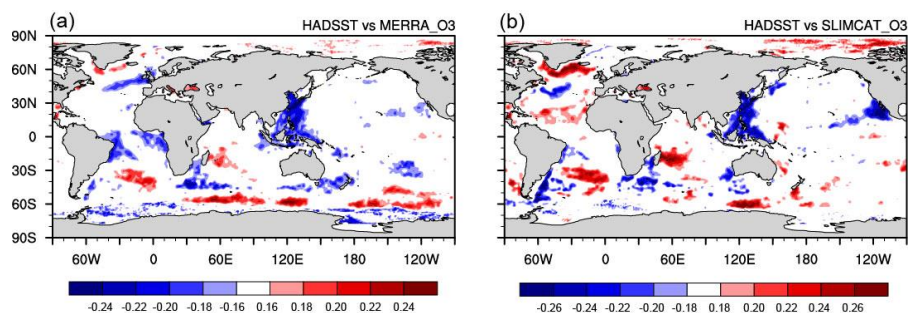 (a) HADSST vs MERRA_O3
90N
60N
30N
0
30S
60S
90S
60W 0 60E 120E 180 120W
-0.24 -0.22 -0.20 -0.18 -0.16 0.16 0.18 0.20 0.22 0.24
(b) HADSST vs SLIMCAT_O3
60W 0 60E 120E 180 120W
-0.26 -0.24 -0.22 -0.20 -0.18 0.18 0.20 0.22 0.24 0.26